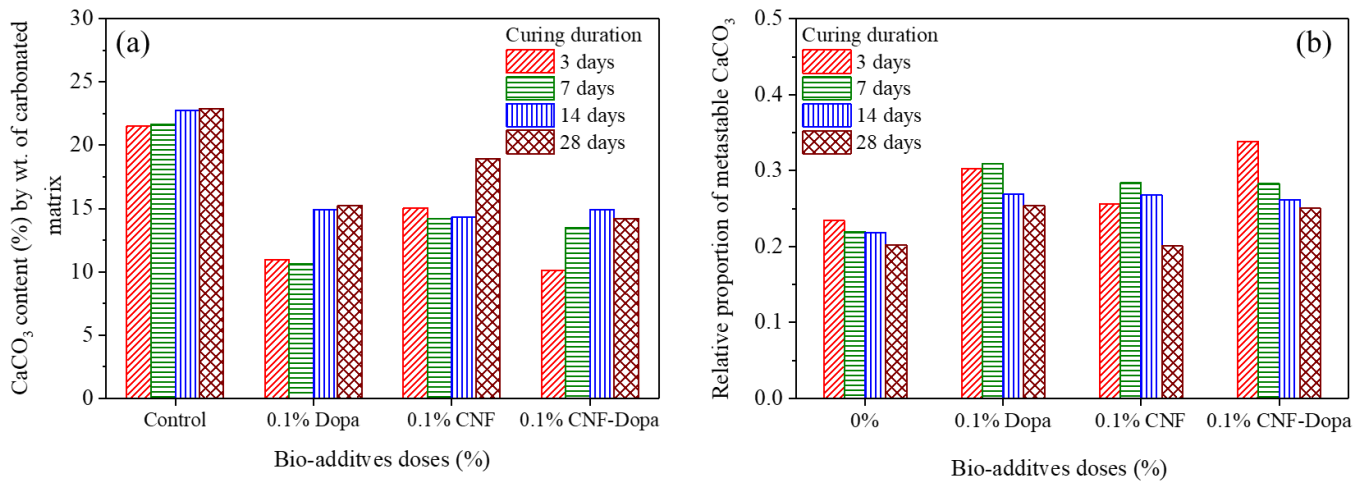 (a)
Curing duration
3 days
7 days
14 days
28 days
CaCO3 content (%) by wt. of carbonated
matrix
30
25
20
15
10
5
0
Control
0.1% Dopa
0.1% CNF
0.1% CNF-Dopa
Bio-additves doses (%)
(b)
Curing duration
3 days
7 days
14 days
28 days
Relative proportion of metastable CaCO3
0.5
0.4
0.3
0.2
0.1
0.0
0%
0.1% Dopa
0.1% CNF
0.1% CNF-Dopa
Bio-additves doses (%)